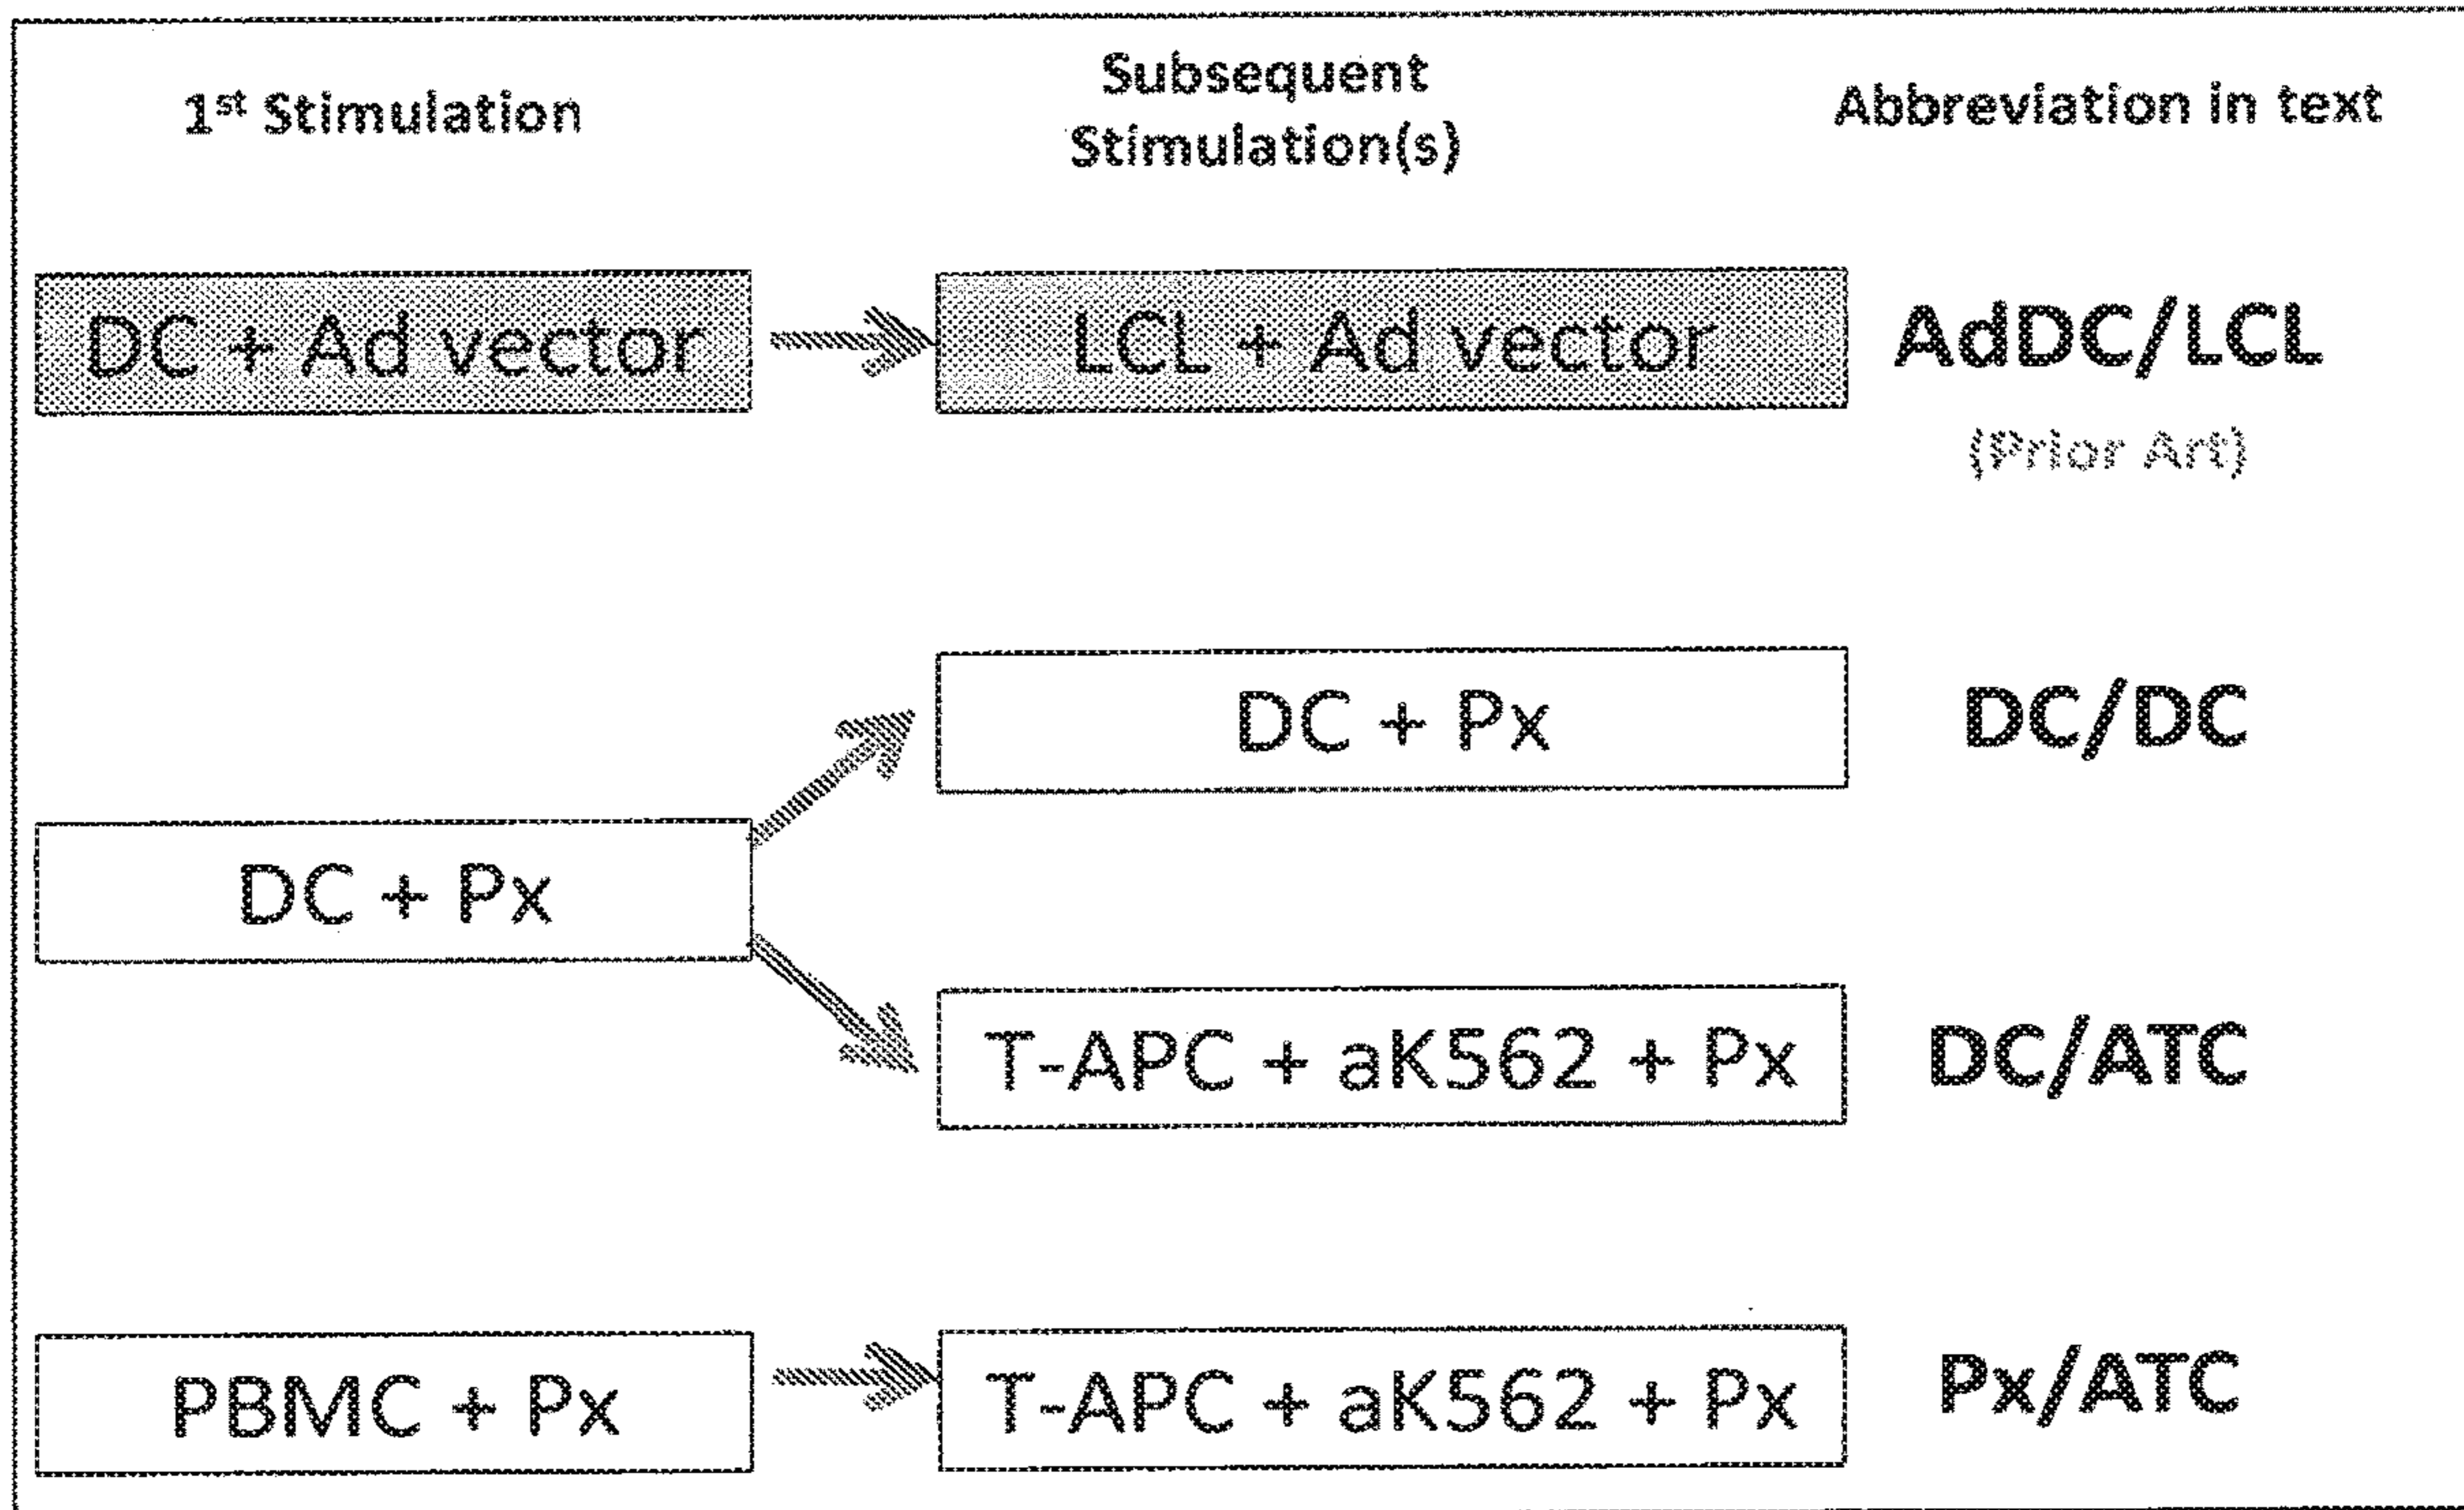 1st Stimulation
Subsequent
Stimulation(s)
Abbreviation in text
DC + Ad vector
LCL + Ad vector
AdDC/LCL
(Prior Art)
DC + Px
DC + Px
DC/DC
T-APC + aK562 + Px
DC/ATC
PBMC + Px
T-APC + aK562 + Px
Px/ATC